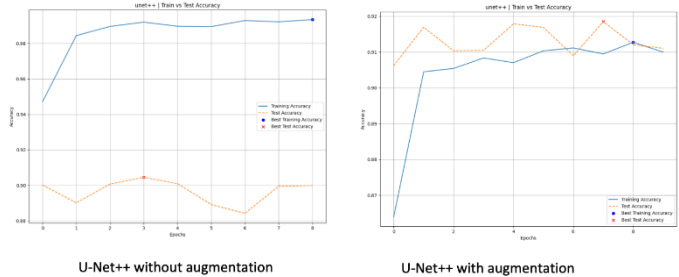 unet++ | Train vs Test Accuracy
Accuracy
0.98
0.96
0.94
0.92
0.90
0.88
0 1 2 3 4 5 6 7 8
Epochs
Training Accuracy
Test Accuracy
Best Training Accuracy
Best Test Accuracy
U-Net++ without augmentation
unet++ | Train vs Test Accuracy
Accuracy
0.92
0.91
0.90
0.89
0.88
0.87
0 2 4 6 8
Epochs
Training Accuracy
Test Accuracy
Best Training Accuracy
Best Test Accuracy
U-Net++ with augmentation